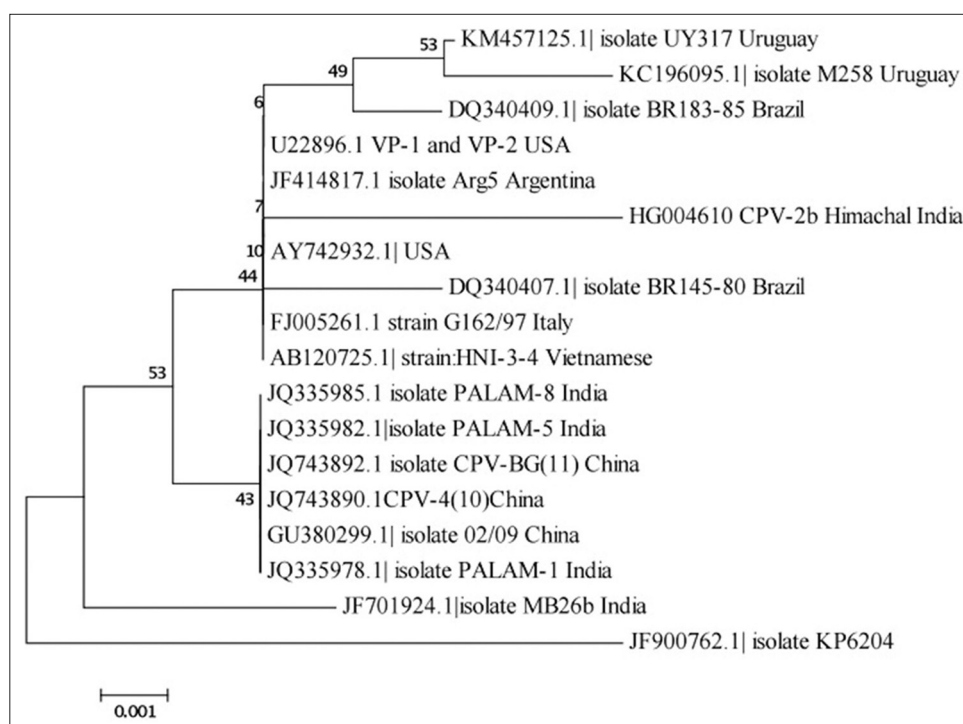 53
KM457125.1| isolate UY317 Uruguay
49
KC196095.1| isolate M258 Uruguay
6
DQ340409.1| isolate BR183-85 Brazil
U22896.1 VP-1 and VP-2 USA
JF414817.1 isolate Arg5 Argentina
7
HG004610 CPV-2b Himachal India
10
AY742932.1| USA
44
DQ340407.1| isolate BR145-80 Brazil
FJ005261.1 strain G162/97 Italy
AB120725.1| strain:HNI-3-4 Vietnamese
53
JQ335985.1 isolate PALAM-8 India
JQ335982.1|isolate PALAM-5 India
JQ743892.1 isolate CPV-BG(11) China
43
JQ743890.1CPV-4(10)China
GU380299.1| isolate 02/09 China
JQ335978.1| isolate PALAM-1 India
JF701924.1|isolate MB26b India
JF900762.1| isolate KP6204
0.001